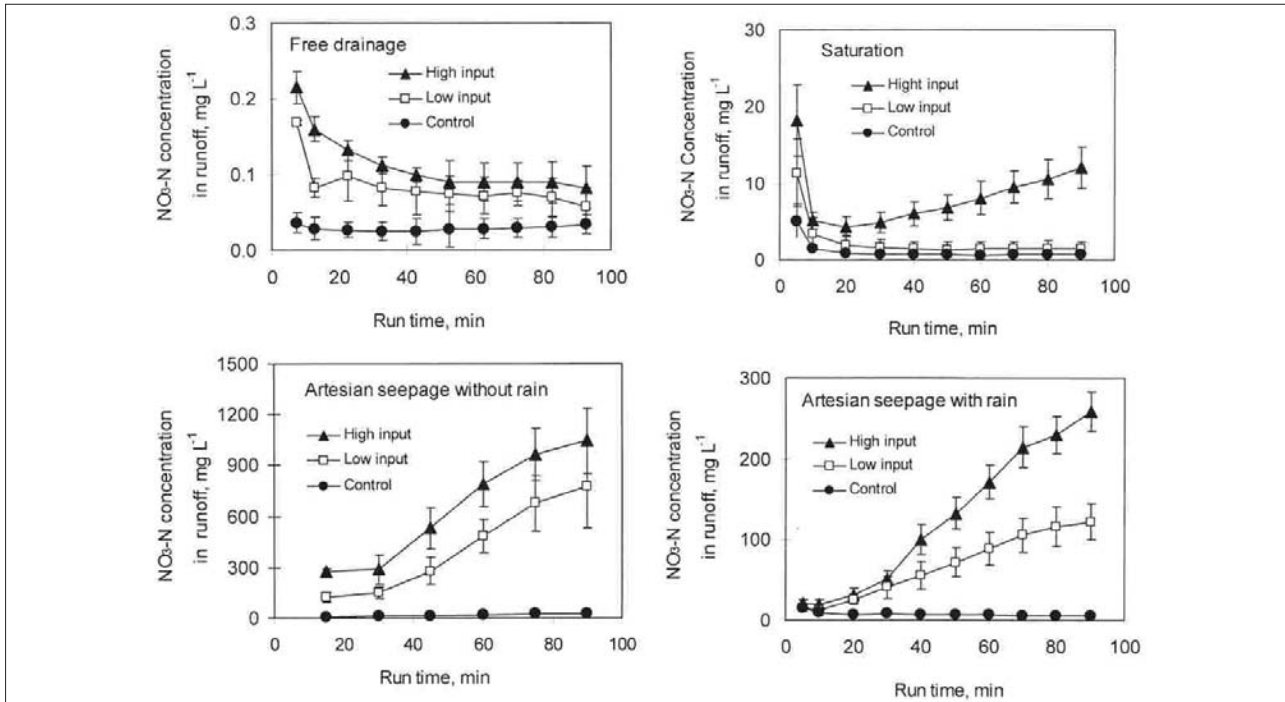 Free drainage
High input
Low input
Control
NO₃-N concentration
in runoff, mg L⁻¹
0.3
0.2
0.1
0.0
0 20 40 60 80 100
Run time, min
Saturation
Hight input
Low input
Control
NO₃-N Concentration
in runoff, mg L⁻¹
30
20
10
0
0 20 40 60 80 100
Run time, min
Artesian seepage without rain
High input
Low input
Control
NO₃-N concentration
in runoff, mg L⁻¹
1500
1200
900
600
300
0
0 20 40 60 80 100
Run time, min
Artesian seepage with rain
High input
Low input
Control
NO₃-N concentration
in runoff, mg L⁻¹
300
200
100
0
0 20 40 60 80 100
Run time, min